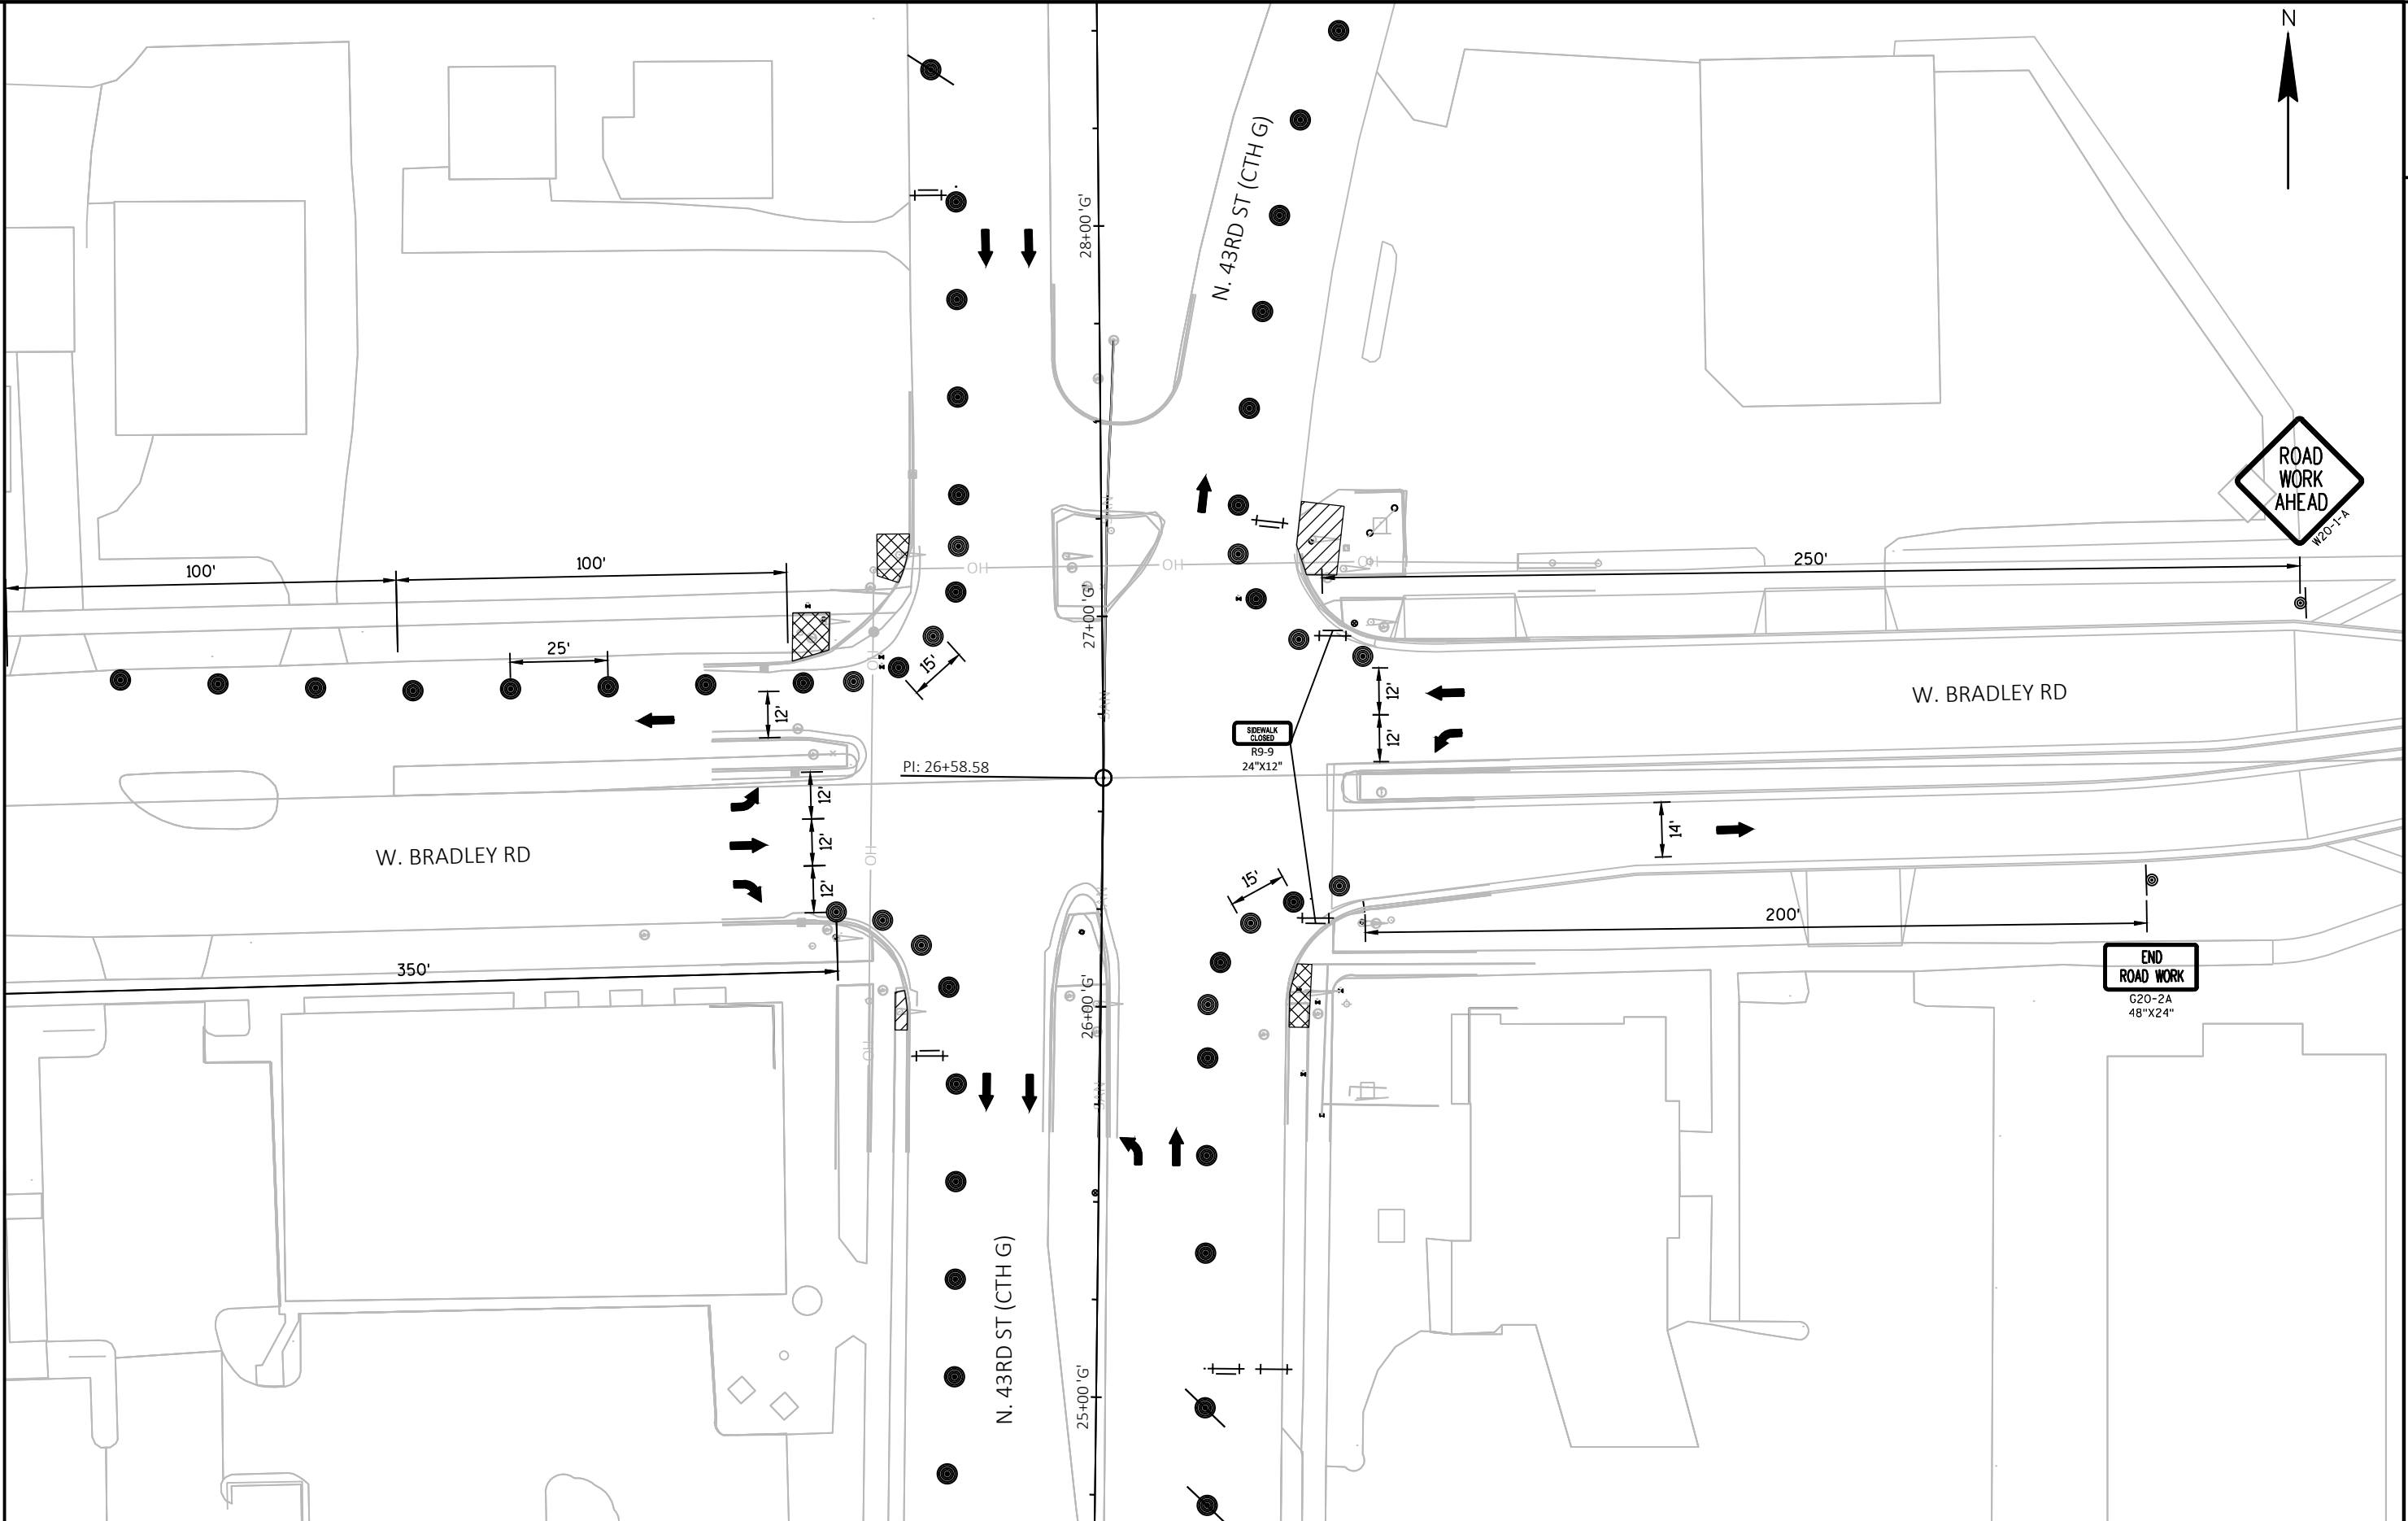 N
N. 43RD ST (CTH G)
28+00 'G'
ROAD
WORK
AHEAD
W20-1-A
100'
100'
OH
OH
OH
250'
27+00 'G'
25'
15'
12'
12'
12'
W. BRADLEY RD
SIDEWALK
CLOSED
R9-9
24"X12"
PI: 26+58.58
12'
12'
12'
14'
W. BRADLEY RD
OH
15'
200'
350'
END
ROAD WORK
G20-2A
48"X24"
26+00 'G'
OH
SAN
N. 43RD ST (CTH G)
25+00 'G'